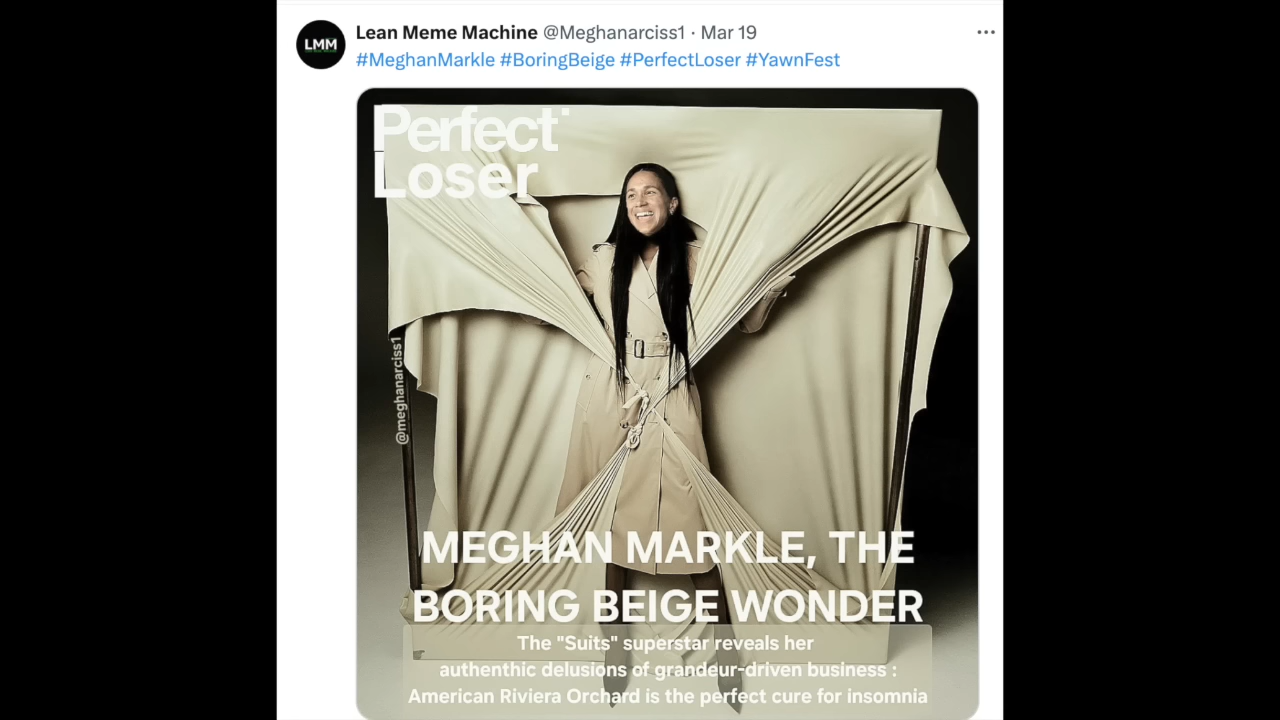 LMM
Lean Meme Machine @Meghanarciss1 · Mar 19
#MeghanMarkle #BoringBeige #PerfectLoser #YawnFest
Perfect
Loser
@meghanarciss1
MEGHAN MARKLE, THE
BORING BEIGE WONDER
The "Suits" superstar reveals her
authenthic delusions of grandeur-driven business :
American Riviera Orchard is the perfect cure for insomnia